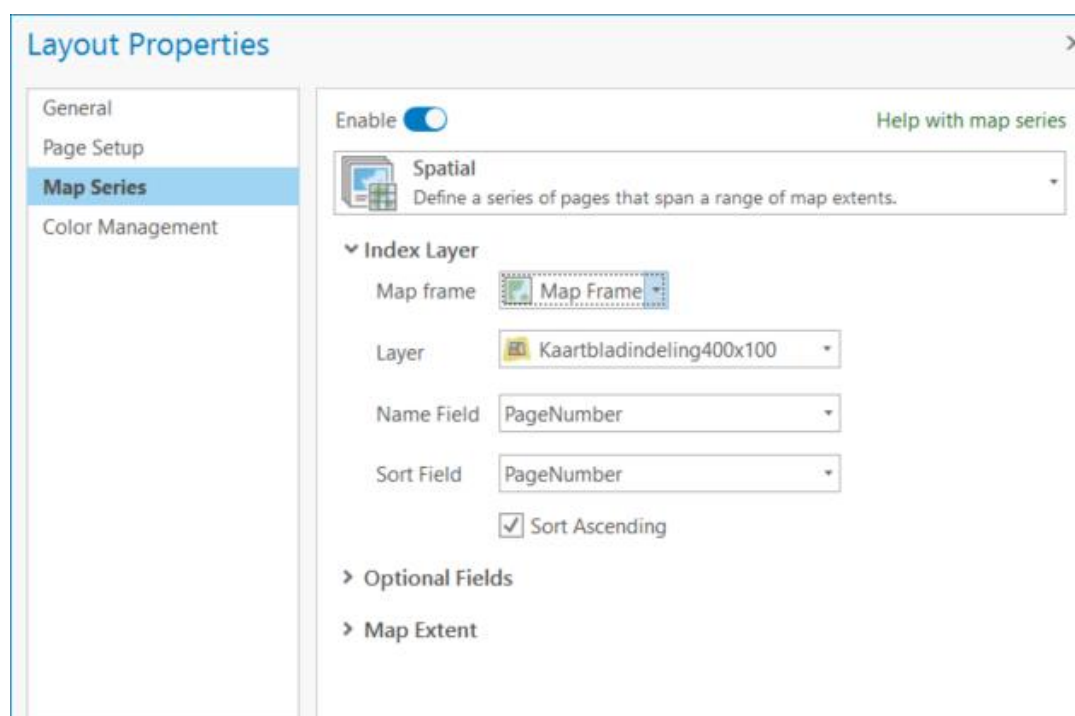 Layout Properties
General
Page Setup
Map Series
Color Management
Enable
Help with map series
Spatial
Define a series of pages that span a range of map extents.
Index Layer
Map frame
Map Frame
Layer
Kaartbladindeling400x100
Name Field
PageNumber
Sort Field
PageNumber
Sort Ascending
Optional Fields
Map Extent